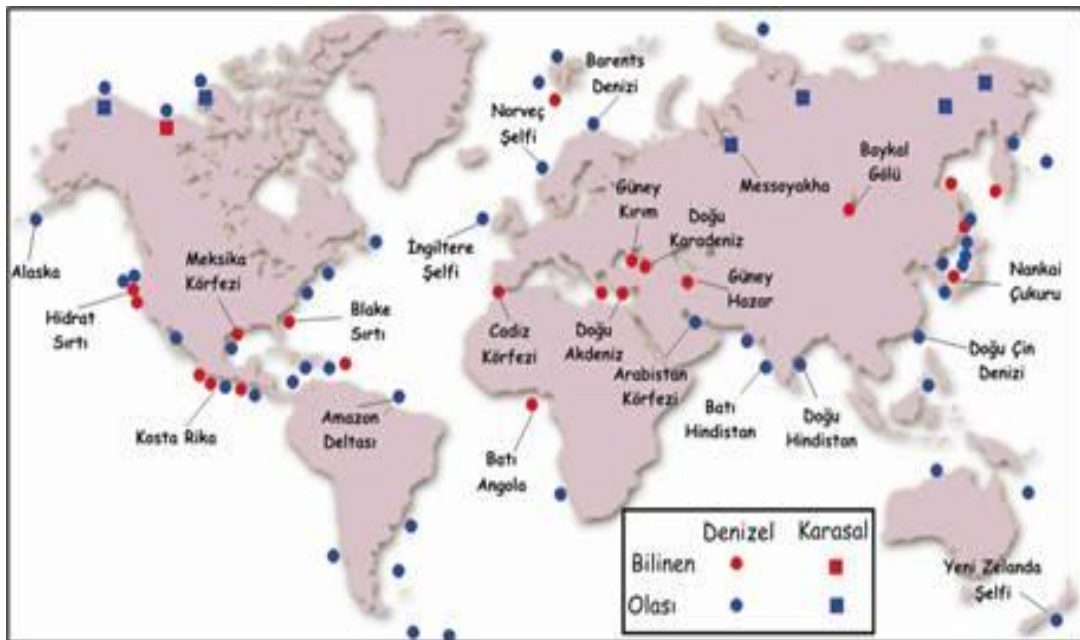 Barents
Denizi
Norveç
Şelfi
Messoyakha
Baykal
Gölü
Güney
Kırım
Doğu
Karadeniz
Alaska
Meksika
Körfezi
İngiltere
Şelfi
Güney
Hazar
Nankai
Çukuru
Hidrat
Sırtı
Blake
Sırtı
Cadiz
Körfezi
Doğu
Akdeniz
Arabistan
Körfezi
Doğu Çin
Denizi
Kosta Rika
Amazon
Deltası
Batı
Hindistan
Doğu
Hindistan
Batı
Angola
Denizel Karasal
Bilinen
Olası
Yeni Zelanda
Şelfi